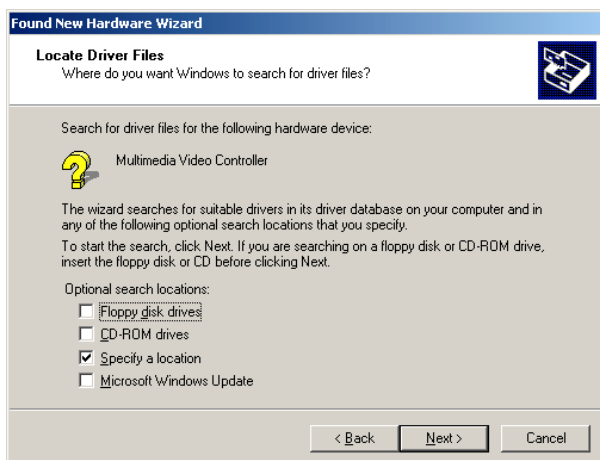 Found New Hardware Wizard
Locate Driver Files
Where do you want Windows to search for driver files?
Search for driver files for the following hardware device:
Multimedia Video Controller
The wizard searches for suitable drivers in its driver database on your computer and in
any of the following optional search locations that you specify.
To start the search, click Next. If you are searching on a floppy disk or CD-ROM drive,
insert the floppy disk or CD before clicking Next.
Optional search locations:
Floppy disk drives
CD-ROM drives
Specify a location
Microsoft Windows Update
< Back Next > Cancel